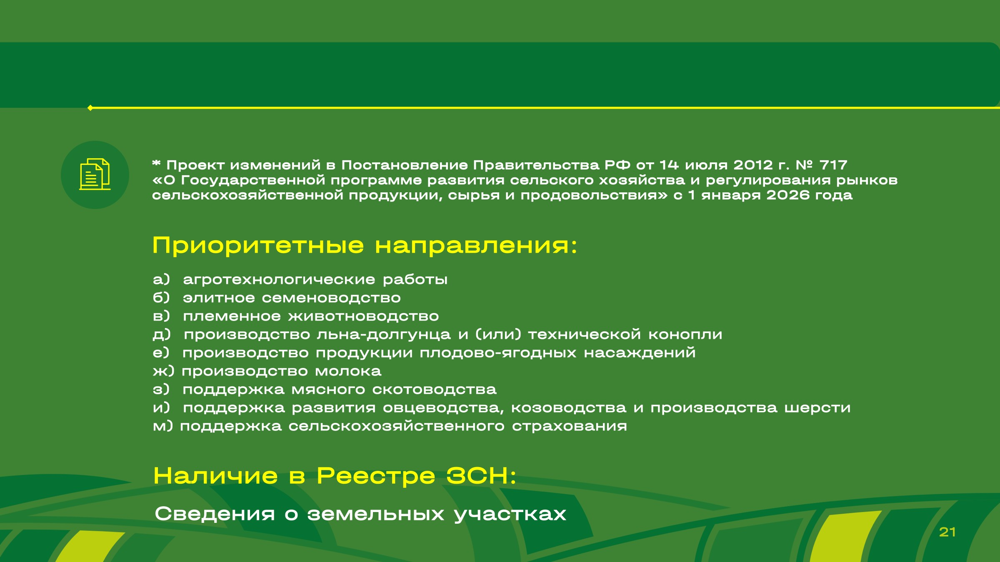 * Проект изменений в Постановление Правительства РФ от 14 июля 2012 г. № 717
«О Государственной программе развития сельского хозяйства и регулирования рынков
сельскохозяйственной продукции, сырья и продовольствия» с 1 января 2026 года
Приоритетные направления:
а) агротехнологические работы
б) элитное семеноводство
в) племенное животноводство
д) производство льна-долгунца и (или) технической конопли
е) производство продукции плодово-ягодных насаждений
ж) производство молока
з) поддержка мясного скотоводства
и) поддержка развития овцеводства, козоводства и производства шерсти
м) поддержка сельскохозяйственного страхования
Наличие в Реестре ЗСН:
Сведения о земельных участках
21